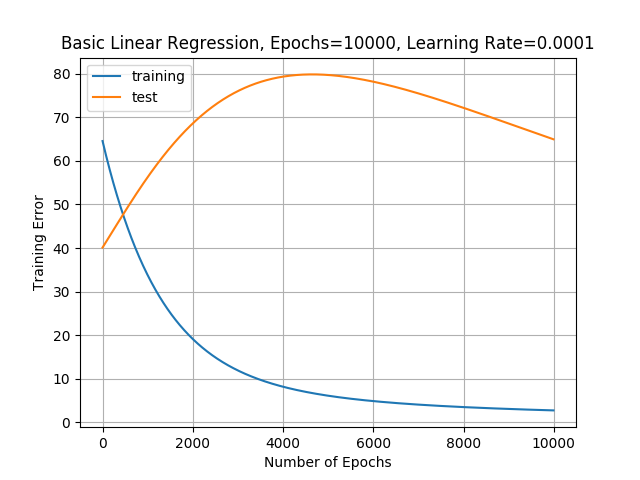 Basic Linear Regression, Epochs=10000, Learning Rate=0.0001
training
test
80
70
60
50
40
30
20
10
0
Training Error
0 2000 4000 6000 8000 10000
Number of Epochs